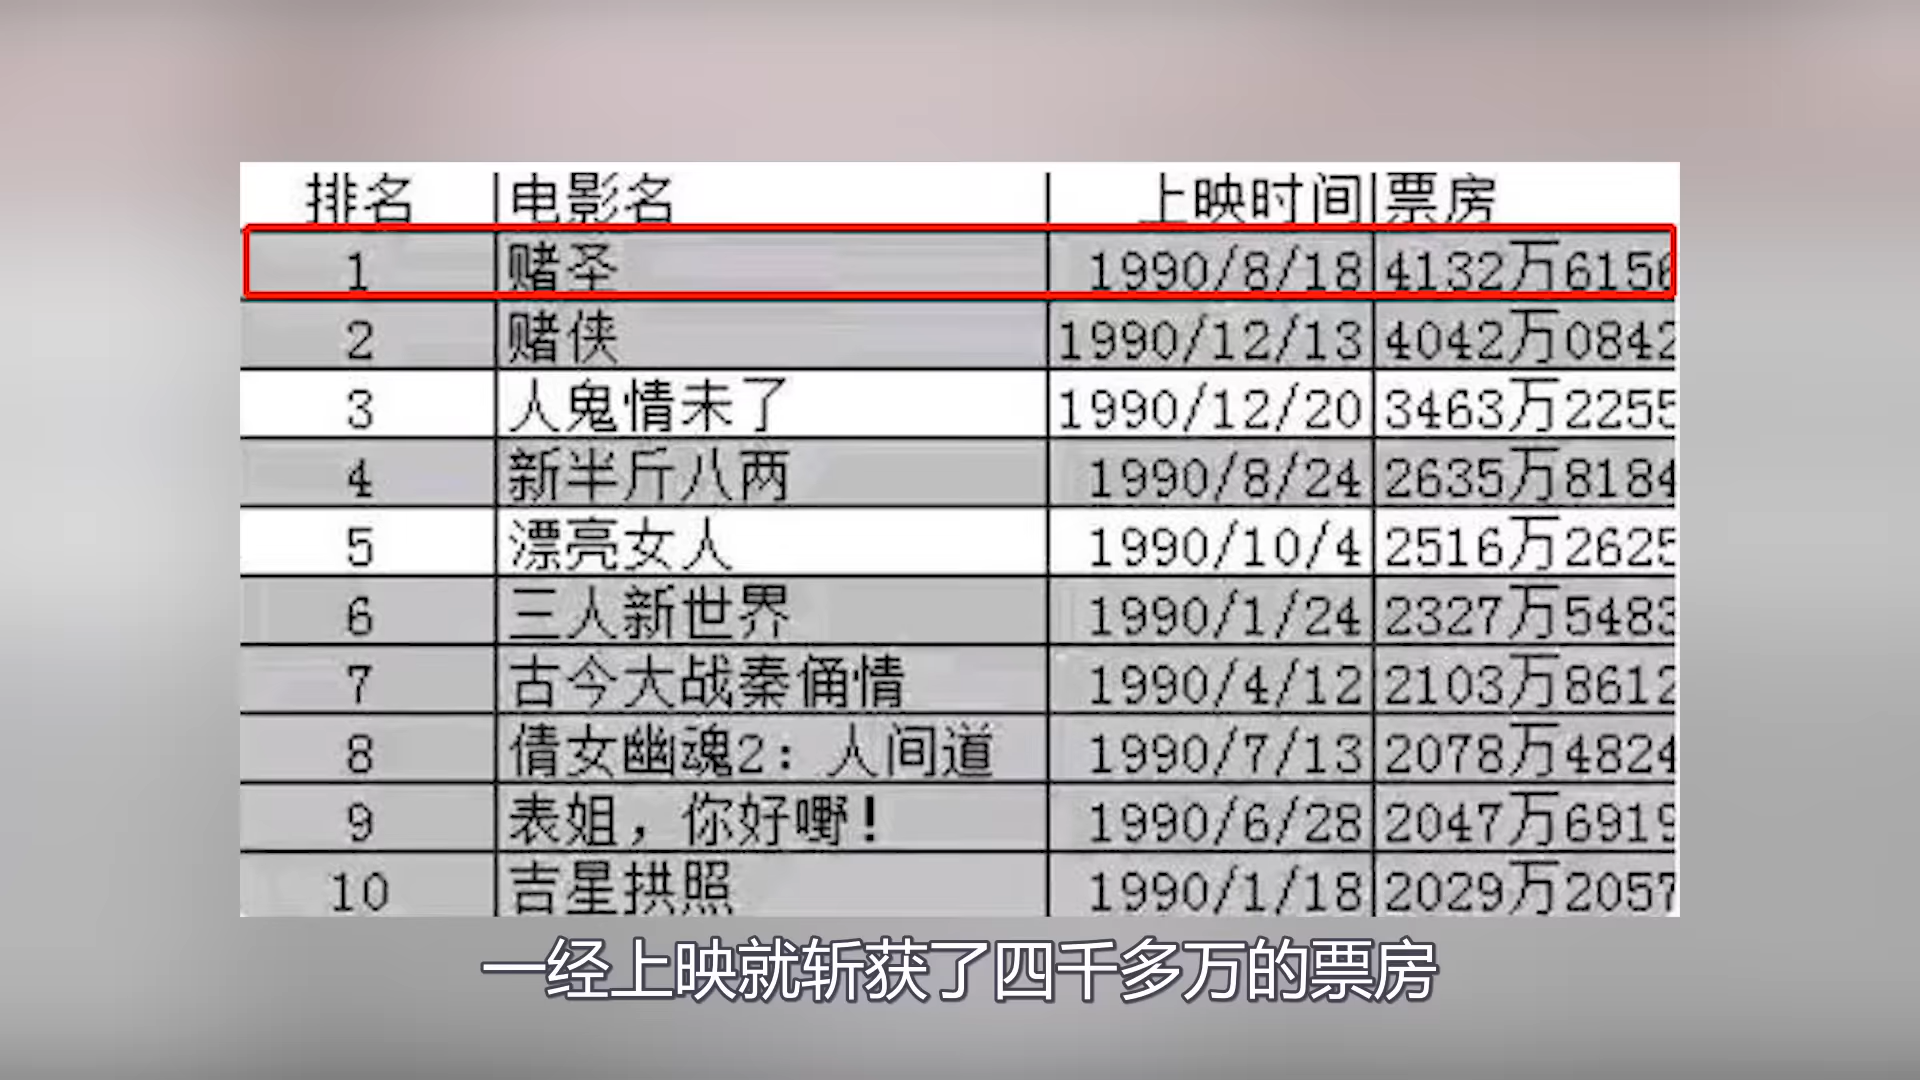 排名 电影名 上映时间 票房
1 赌圣 1990/8/18 4132万6156
2 赌侠 1990/12/13 4042万0842
3 人鬼情未了 1990/12/20 3463万2255
4 新半斤八两 1990/8/24 2635万8184
5 漂亮女人 1990/10/4 2516万2625
6 三人新世界 1990/1/24 2327万5483
7 古今大战秦俑情 1990/4/12 2103万8612
8 倩女幽魂2：人间道 1990/7/13 2078万4824
9 表姐，你好嘢！ 1990/6/28 2047万6919
10 吉星拱照 1990/1/18 2029万2057
一经上映就斩获了四千多万的票房